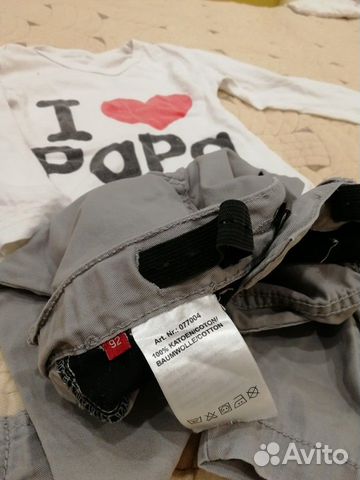 I
PaPa
92
Art. Nr.: 077004
100% KATOEN/COTON/
BAUMWOLLE/COTTON
Avito